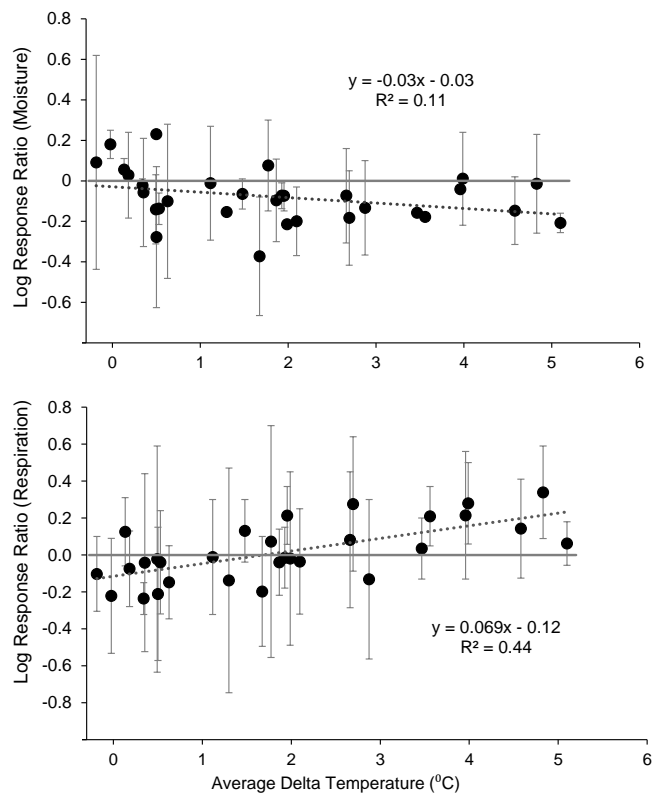 0.8
0.6
0.4
0.2
0
-0.2
-0.4
-0.6
Log Response Ratio (Moisture)
y = -0.03x - 0.03
R² = 0.11
0 1 2 3 4 5 6
0.8
0.6
0.4
0.2
0.0
-0.2
-0.4
-0.6
-0.8
Log Response Ratio (Respiration)
y = 0.069x - 0.12
R² = 0.44
0 1 2 3 4 5 6
Average Delta Temperature (⁰C)